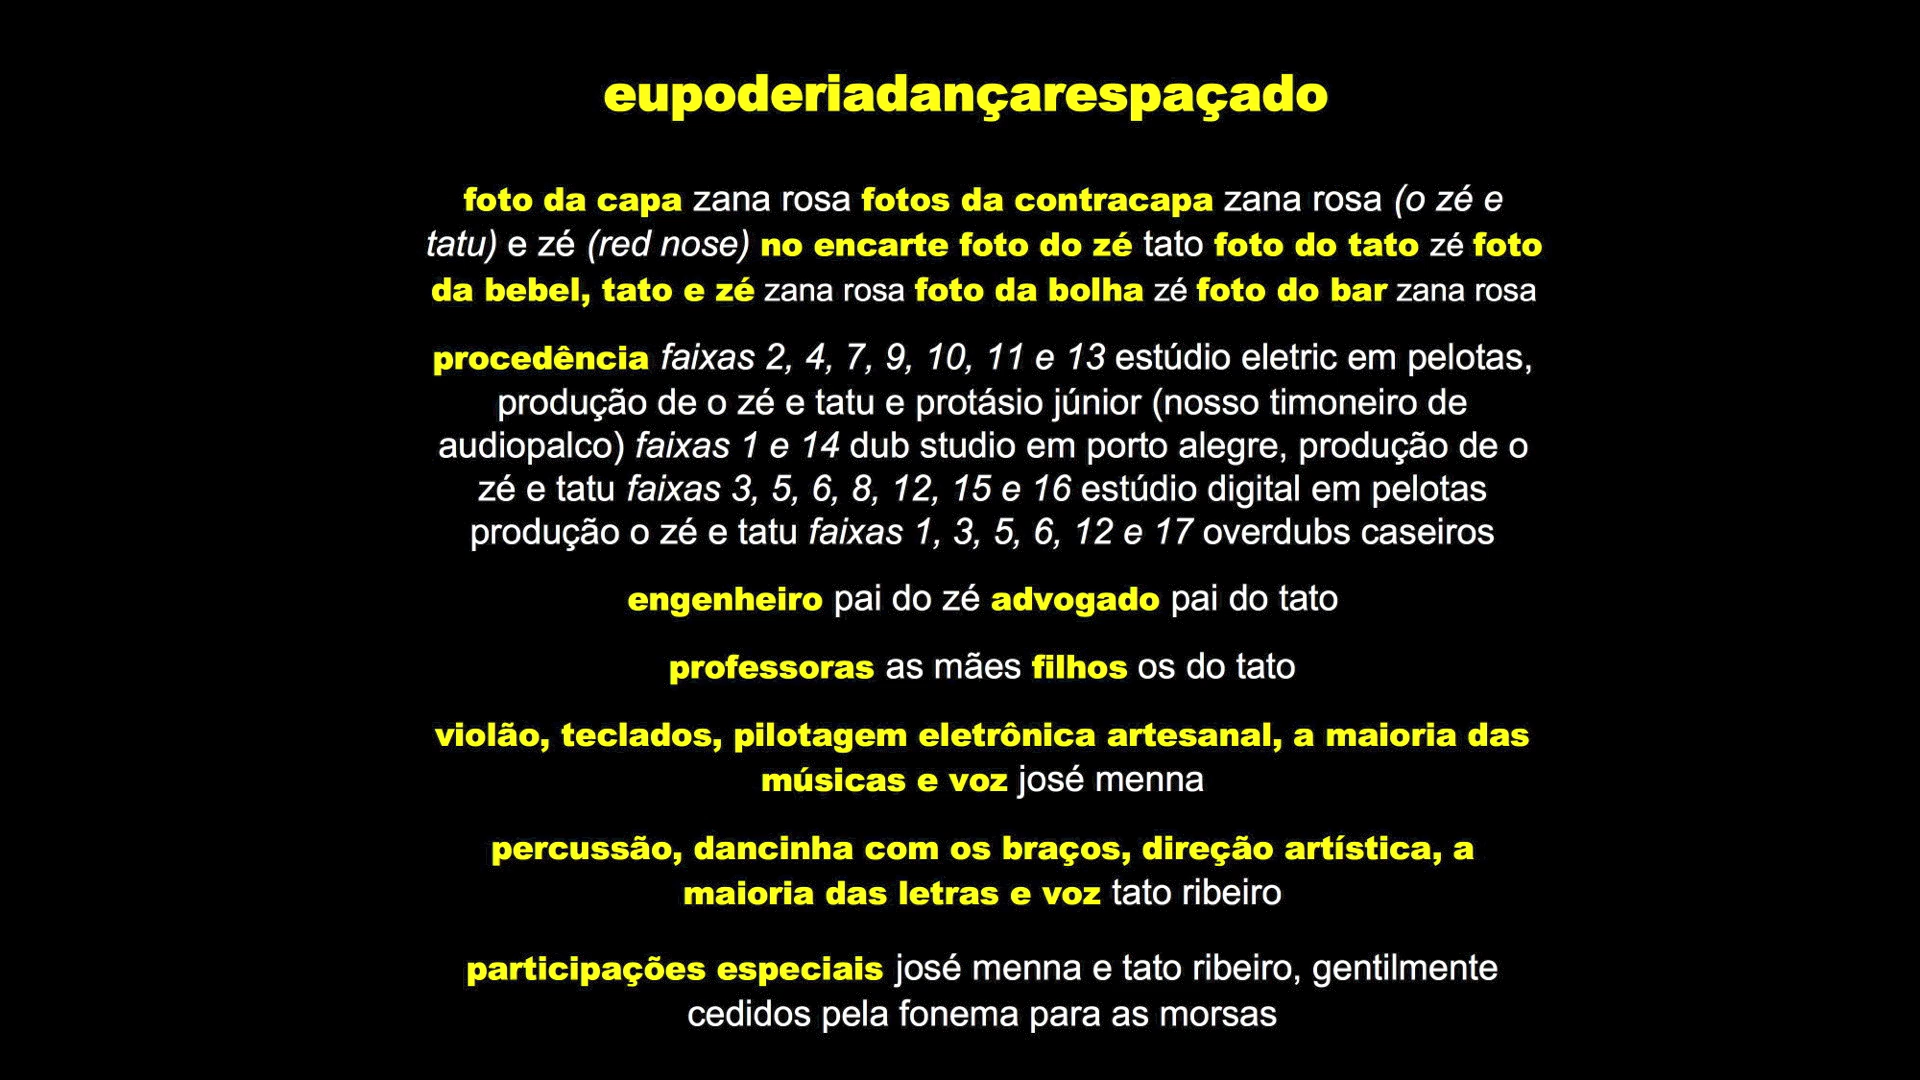 eupoderiadançarespaçado
foto da capa zana rosa fotos da contracapa zana rosa (o zé e
tatu) e zé (red nose) no encarte foto do zé tato foto do tato zé foto
da bebel, tato e zé zana rosa foto da bolha zé foto do bar zana rosa
procedência faixas 2, 4, 7, 9, 10, 11 e 13 estúdio eletric em pelotas,
produção de o zé e tatu e protásio júnior (nosso timoneiro de
audiopalco) faixas 1 e 14 dub studio em porto alegre, produção de o
zé e tatu faixas 3, 5, 6, 8, 12, 15 e 16 estúdio digital em pelotas
produção o zé e tatu faixas 1, 3, 5, 6, 12 e 17 overdubs caseiros
engenheiro pai do zé advogado pai do tato
professoras as mães filhos os do tato
violão, teclados, pilotagem eletrônica artesanal, a maioria das
músicas e voz josé menna
percussão, dancinha com os braços, direção artística, a
maioria das letras e voz tato ribeiro
participações especiais josé menna e tato ribeiro, gentilmente
cedidos pela fonema para as morsas